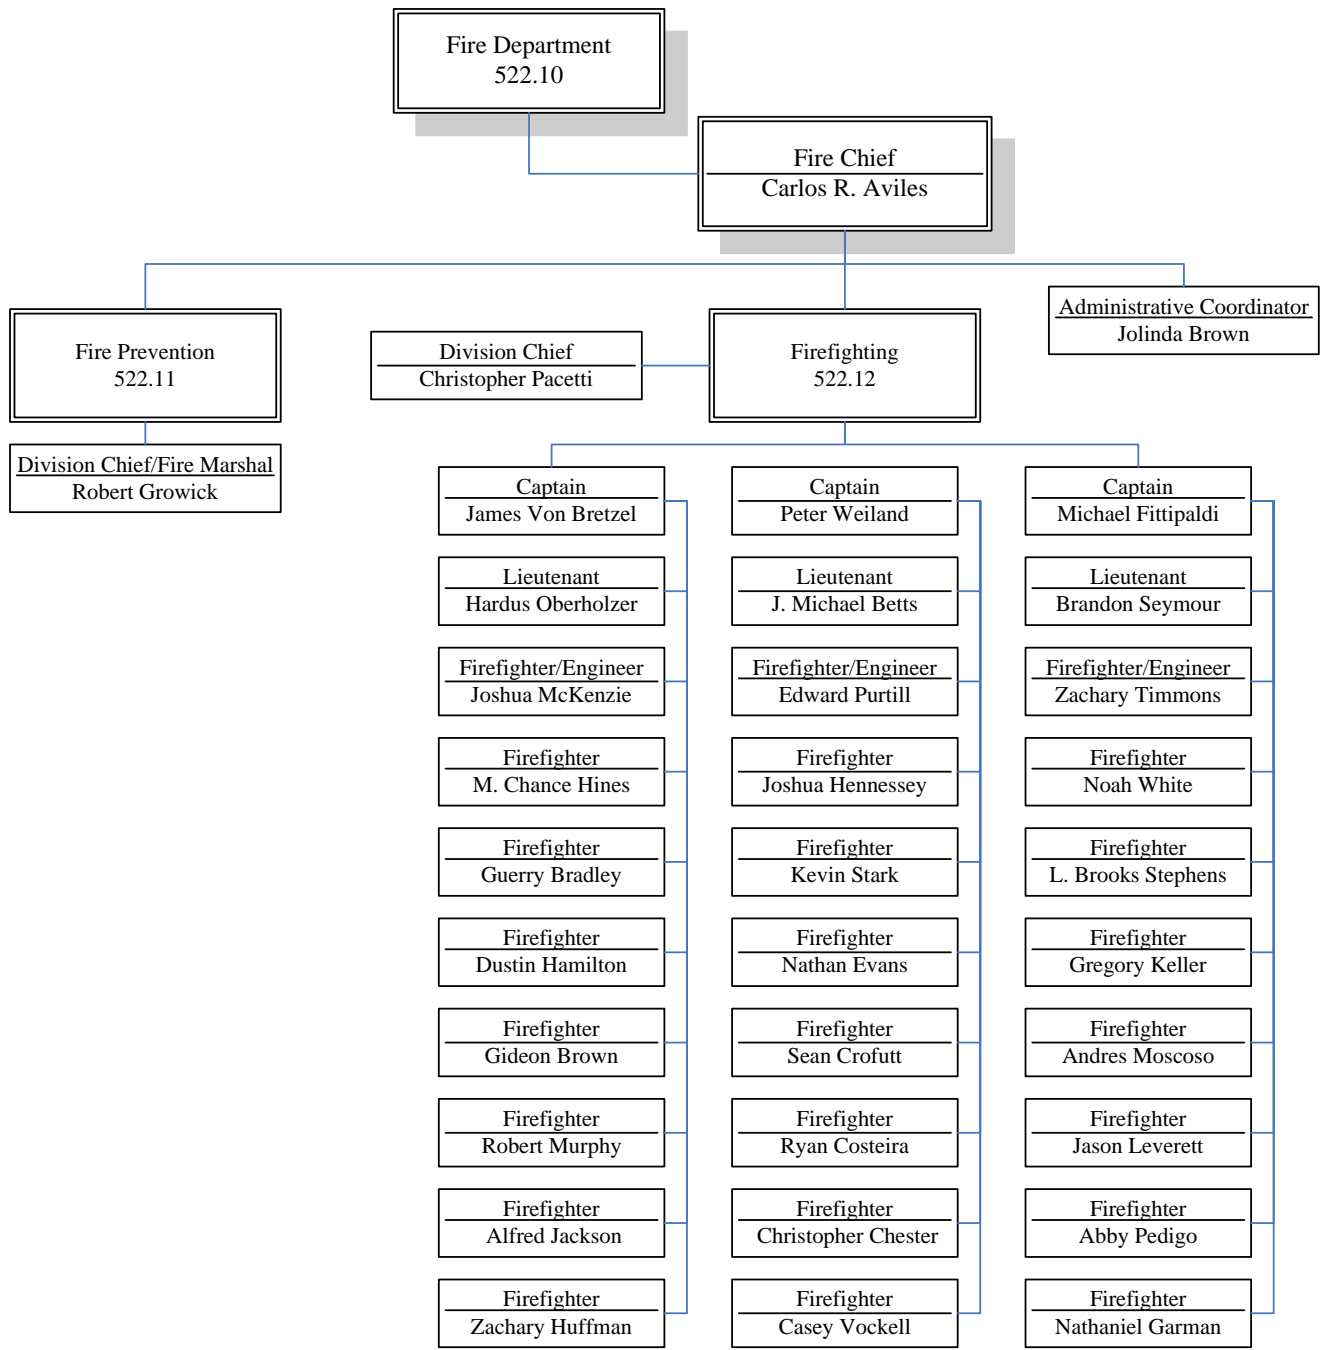 Fire Department
522.10
Fire Chief
Carlos R. Aviles
Fire Prevention
522.11
Division Chief/Fire Marshal
Robert Growick
Division Chief
Christopher Pacetti
Firefighting
522.12
Administrative Coordinator
Jolinda Brown
Captain
James Von Bretzel
Lieutenant
Hardus Oberholzer
Firefighter/Engineer
Joshua McKenzie
Firefighter
M. Chance Hines
Firefighter
Guerry Bradley
Firefighter
Dustin Hamilton
Firefighter
Gideon Brown
Firefighter
Robert Murphy
Firefighter
Alfred Jackson
Firefighter
Zachary Huffman
Captain
Peter Weiland
Lieutenant
J. Michael Betts
Firefighter/Engineer
Edward Purtill
Firefighter
Joshua Hennessey
Firefighter
Kevin Stark
Firefighter
Nathan Evans
Firefighter
Sean Crofutt
Firefighter
Ryan Costeira
Firefighter
Christopher Chester
Firefighter
Casey Vockell
Captain
Michael Fittipaldi
Lieutenant
Brandon Seymour
Firefighter/Engineer
Zachary Timmons
Firefighter
Noah White
Firefighter
L. Brooks Stephens
Firefighter
Gregory Keller
Firefighter
Andres Moscoso
Firefighter
Jason Leverett
Firefighter
Abby Pedigo
Firefighter
Nathaniel Garman